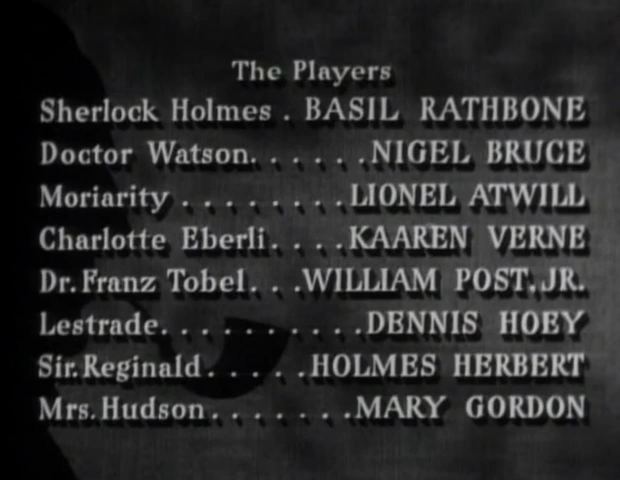 The Players
Sherlock Holmes . BASIL RATHBONE
Doctor Watson. . . . . . NIGEL BRUCE
Moriarity . . . . . . . . LIONEL ATWILL
Charlotte Eberli. . . . KAAREN VERNE
Dr. Franz Tobel. . . WILLIAM POST, JR.
Lestrade. . . . . . . . . . DENNIS HOEY
Sir. Reginald . . . . . HOLMES HERBERT
Mrs. Hudson . . . . . . . MARY GORDON